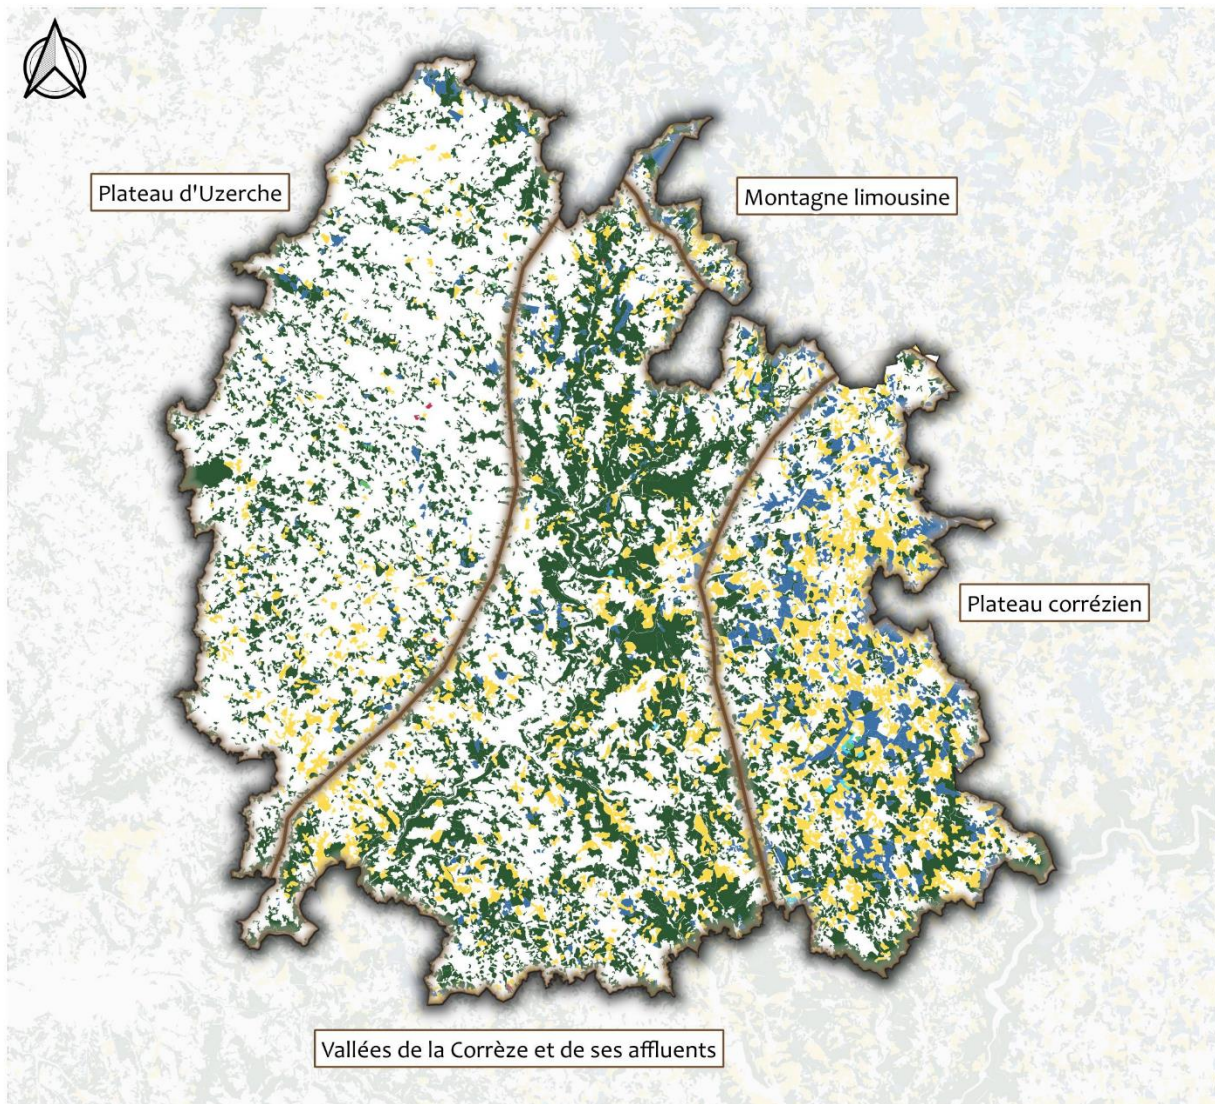 Plateau d'Uzerche
Montagne limousine
Plateau corrézien
Vallées de la Corrèze et de ses affluents